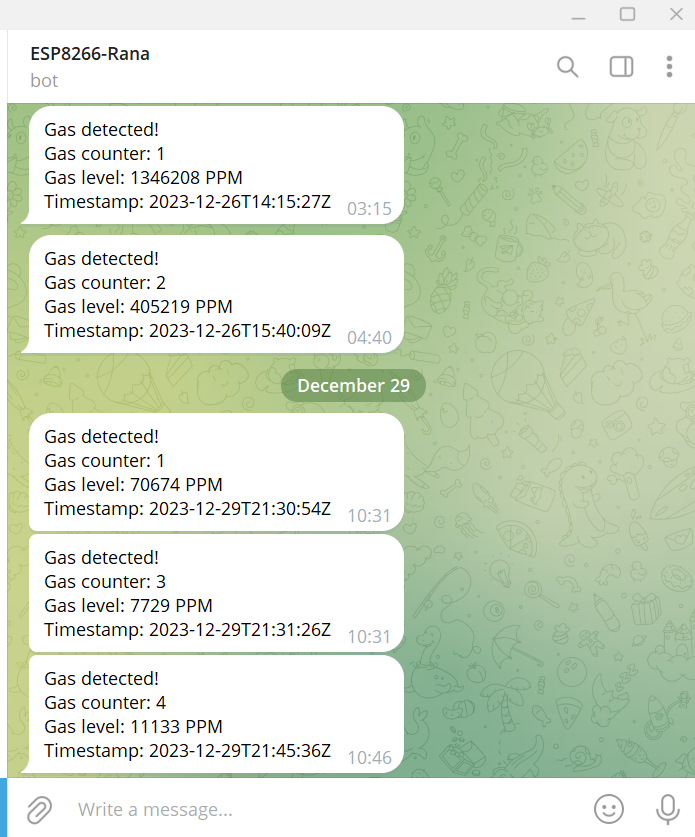 ESP8266-Rana
bot
Gas detected!
Gas counter: 1
Gas level: 1346208 PPM
Timestamp: 2023-12-26T14:15:27Z
03:15
Gas detected!
Gas counter: 2
Gas level: 405219 PPM
Timestamp: 2023-12-26T15:40:09Z
04:40
December 29
Gas detected!
Gas counter: 1
Gas level: 70674 PPM
Timestamp: 2023-12-29T21:30:54Z
10:31
Gas detected!
Gas counter: 3
Gas level: 7729 PPM
Timestamp: 2023-12-29T21:31:26Z
10:31
Gas detected!
Gas counter: 4
Gas level: 11133 PPM
Timestamp: 2023-12-29T21:45:36Z
10:46
Write a message...